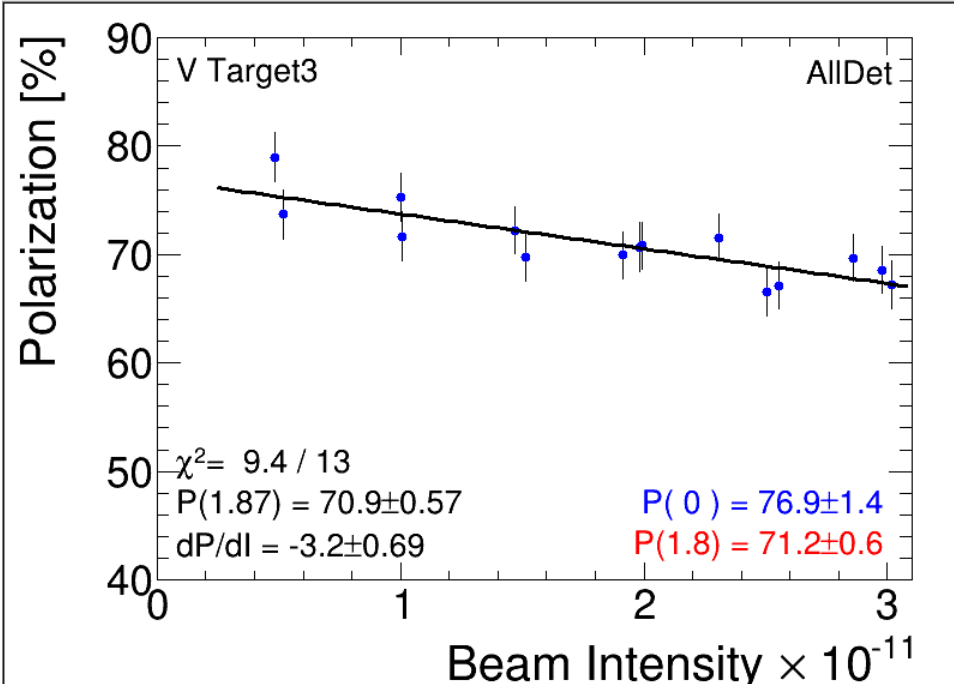 Polarization [%]
90
80
70
60
50
40
V Target3
AllDet
χ²= 9.4 / 13
P(1.87) = 70.9±0.57
dP/dI = -3.2±0.69
P( 0 ) = 76.9±1.4
P(1.8) = 71.2±0.6
0 1 2 3
Beam Intensity × 10⁻¹¹